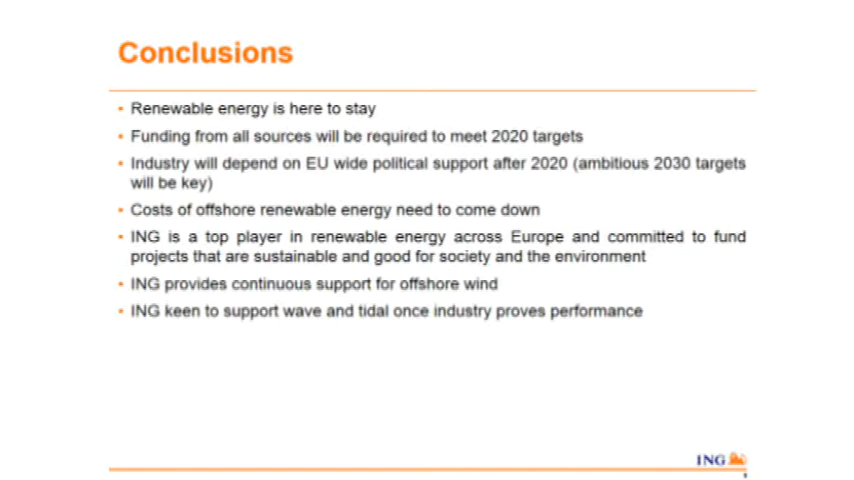 Conclusions
▪ Renewable energy is here to stay
▪ Funding from all sources will be required to meet 2020 targets
▪ Industry will depend on EU wide political support after 2020 (ambitious 2030 targets
will be key)
▪ Costs of offshore renewable energy need to come down
▪ ING is a top player in renewable energy across Europe and committed to fund
projects that are sustainable and good for society and the environment
▪ ING provides continuous support for offshore wind
▪ ING keen to support wave and tidal once industry proves performance
ING